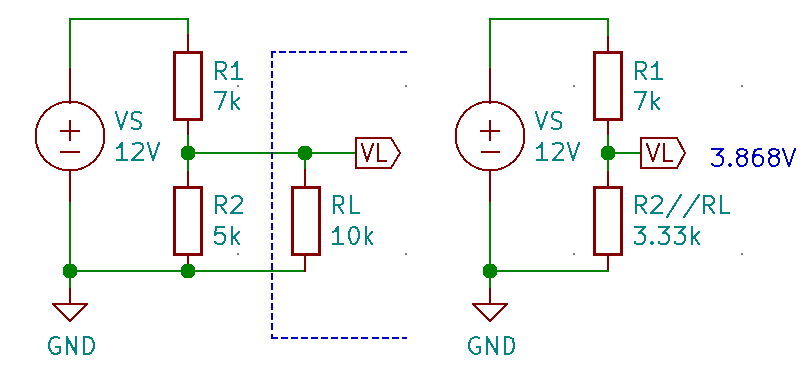 R1
7k
VS
12V
VL
R2
5k
RL
10k
GND
R1
7k
VS
12V
VL
3.868V
R2//RL
3.33k
GND